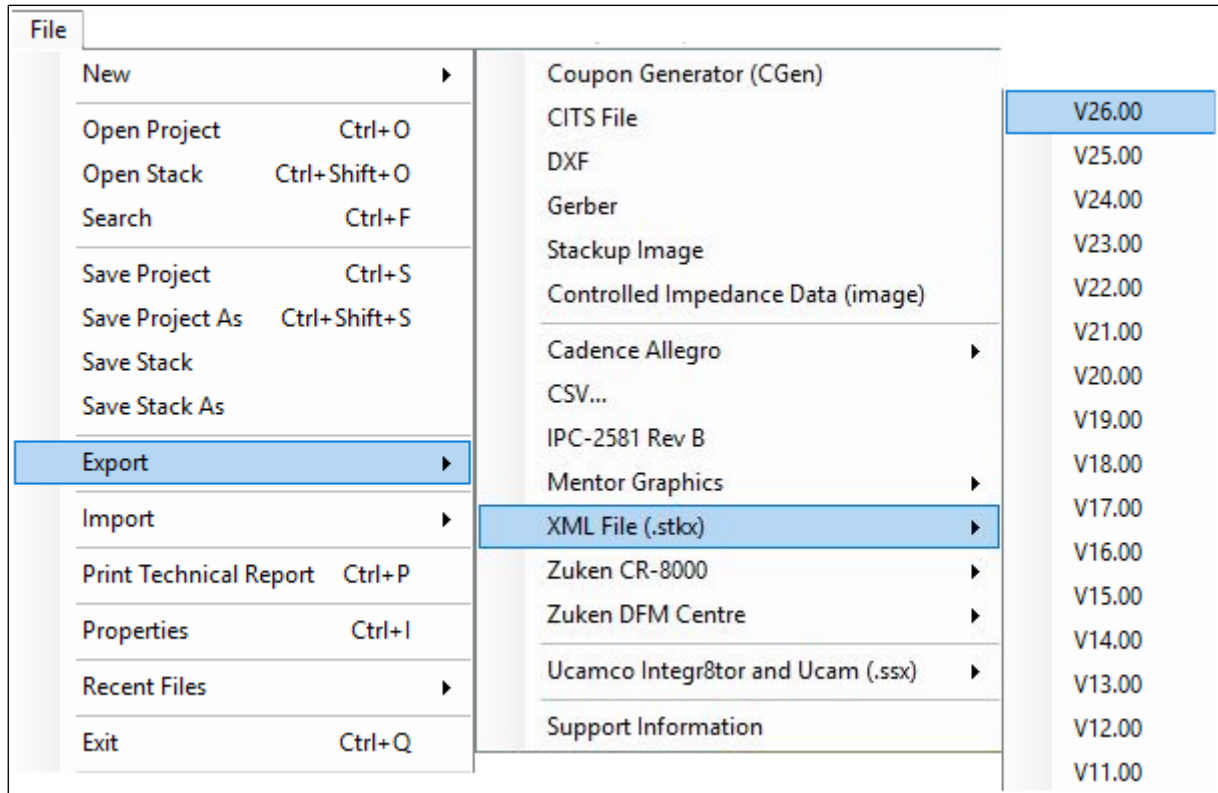 File
New
Open Project Ctrl+O
Open Stack Ctrl+Shift+O
Search Ctrl+F
Save Project Ctrl+S
Save Project As Ctrl+Shift+S
Save Stack
Save Stack As
Export
Import
Print Technical Report Ctrl+P
Properties Ctrl+I
Recent Files
Exit Ctrl+Q
Coupon Generator (CGen)
CITS File
DXF
Gerber
Stackup Image
Controlled Impedance Data (image)
Cadence Allegro
CSV...
IPC-2581 Rev B
Mentor Graphics
XML File (.stkx)
Zuken CR-8000
Zuken DFM Centre
Ucamco Integr8tor and Ucam (.ssx)
Support Information
V26.00
V25.00
V24.00
V23.00
V22.00
V21.00
V20.00
V19.00
V18.00
V17.00
V16.00
V15.00
V14.00
V13.00
V12.00
V11.00